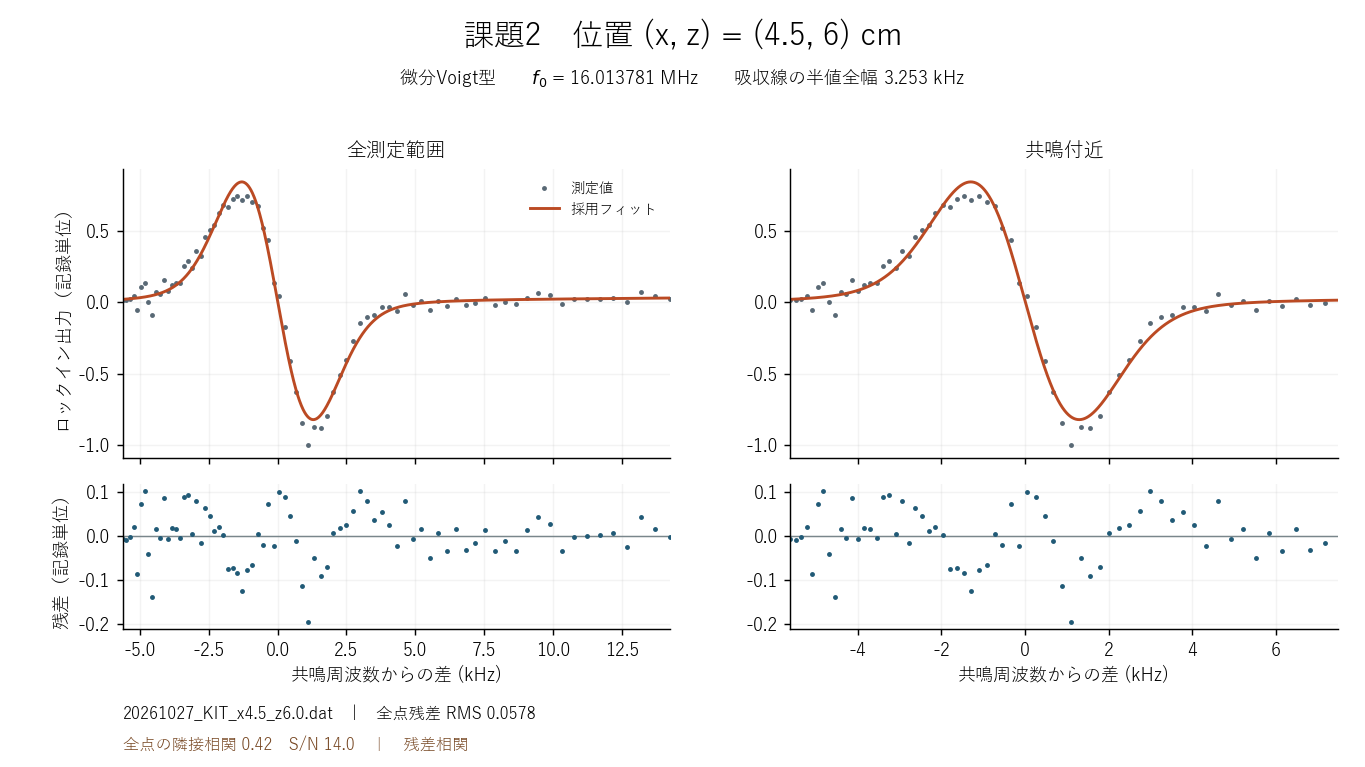 課題2　位置 (x, z) = (4.5, 6) cm
微分Voigt型　　f₀ = 16.013781 MHz　　吸収線の半値全幅 3.253 kHz
全測定範囲
ロックイン出力（記録単位）
0.5
0.0
-0.5
-1.0
測定値
採用フィット
共鳴付近
0.5
0.0
-0.5
-1.0
残差（記録単位）
0.1
0.0
-0.1
-0.2
-5.0 -2.5 0.0 2.5 5.0 7.5 10.0 12.5
共鳴周波数からの差 (kHz)
0.1
0.0
-0.1
-0.2
-4 -2 0 2 4 6
共鳴周波数からの差 (kHz)
20261027_KIT_x4.5_z6.0.dat　|　全点残差 RMS 0.0578
全点の隣接相関 0.42　S/N 14.0　|　残差相関